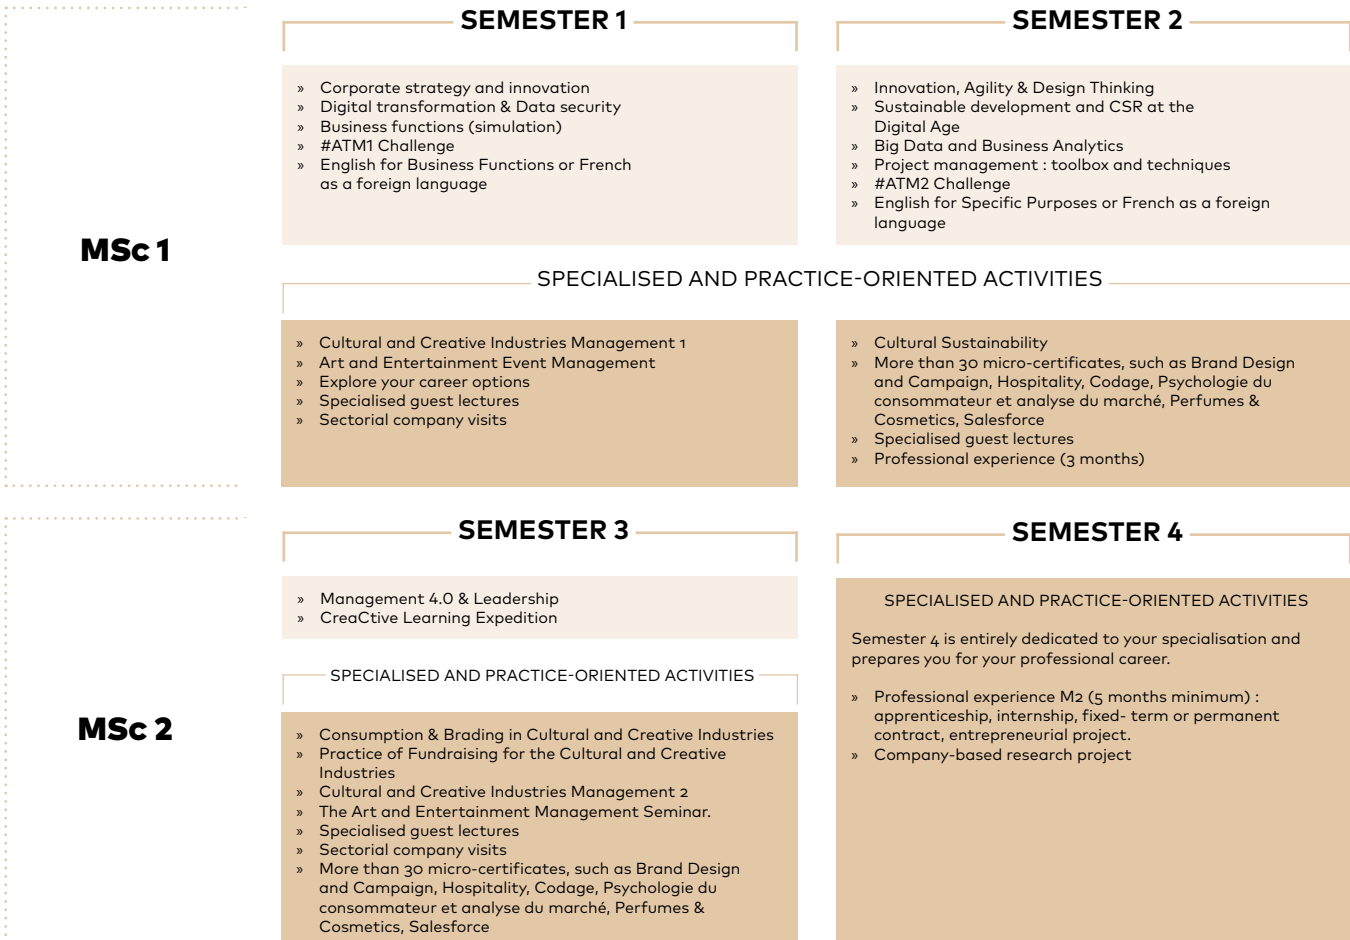 MSc 1
SEMESTER 1
» Corporate strategy and innovation
» Digital transformation & Data security
» Business functions (simulation)
» #ATM1 Challenge
» English for Business Functions or French
as a foreign language
SEMESTER 2
» Innovation, Agility & Design Thinking
» Sustainable development and CSR at the
Digital Age
» Big Data and Business Analytics
» Project management : toolbox and techniques
» #ATM2 Challenge
» English for Specific Purposes or French as a foreign
language
SPECIALISED AND PRACTICE-ORIENTED ACTIVITIES
» Cultural and Creative Industries Management 1
» Art and Entertainment Event Management
» Explore your career options
» Specialised guest lectures
» Sectorial company visits
» Cultural Sustainability
» More than 30 micro-certificates, such as Brand Design
and Campaign, Hospitality, Codage, Psychologie du
consommateur et analyse du marché, Perfumes &
Cosmetics, Salesforce
» Specialised guest lectures
» Professional experience (3 months)
MSc 2
SEMESTER 3
» Management 4.0 & Leadership
» CreaCtive Learning Expedition
SPECIALISED AND PRACTICE-ORIENTED ACTIVITIES
» Consumption & Brading in Cultural and Creative Industries
» Practice of Fundraising for the Cultural and Creative
Industries
» Cultural and Creative Industries Management 2
» The Art and Entertainment Management Seminar.
» Specialised guest lectures
» Sectorial company visits
» More than 30 micro-certificates, such as Brand Design
and Campaign, Hospitality, Codage, Psychologie du
consommateur et analyse du marché, Perfumes &
Cosmetics, Salesforce
SEMESTER 4
SPECIALISED AND PRACTICE-ORIENTED ACTIVITIES
Semester 4 is entirely dedicated to your specialisation and
prepares you for your professional career.
» Professional experience M2 (5 months minimum) :
apprenticeship, internship, fixed- term or permanent
contract, entrepreneurial project.
» Company-based research project